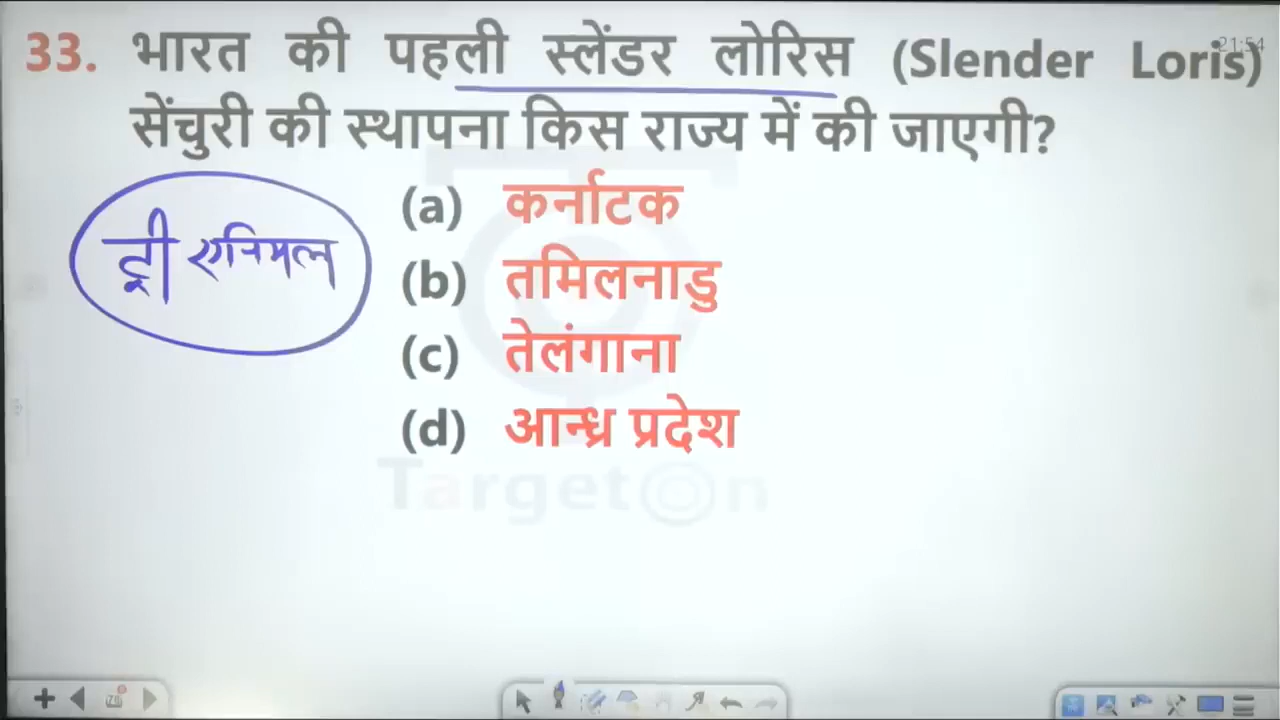 21:54
33. भारत की पहली स्लेंडर लोरिस (Slender Loris)
सेंचुरी की स्थापना किस राज्य में की जाएगी?
ट्री एनिमल
(a) कर्नाटक
(b) तमिलनाडु
(c) तेलंगाना
(d) आन्ध्र प्रदेश
Target On